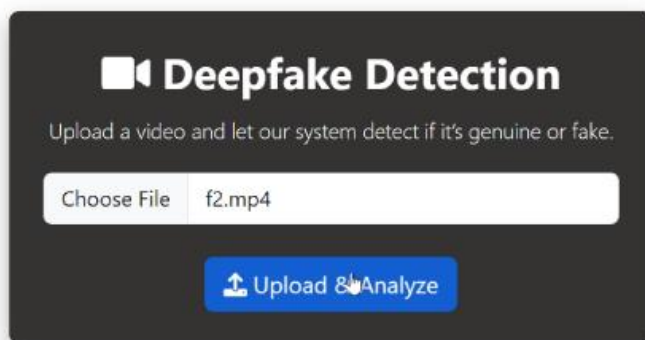 Deepfake Detection
Upload a video and let our system detect if it's genuine or fake.
Choose File f2.mp4
Upload & Analyze